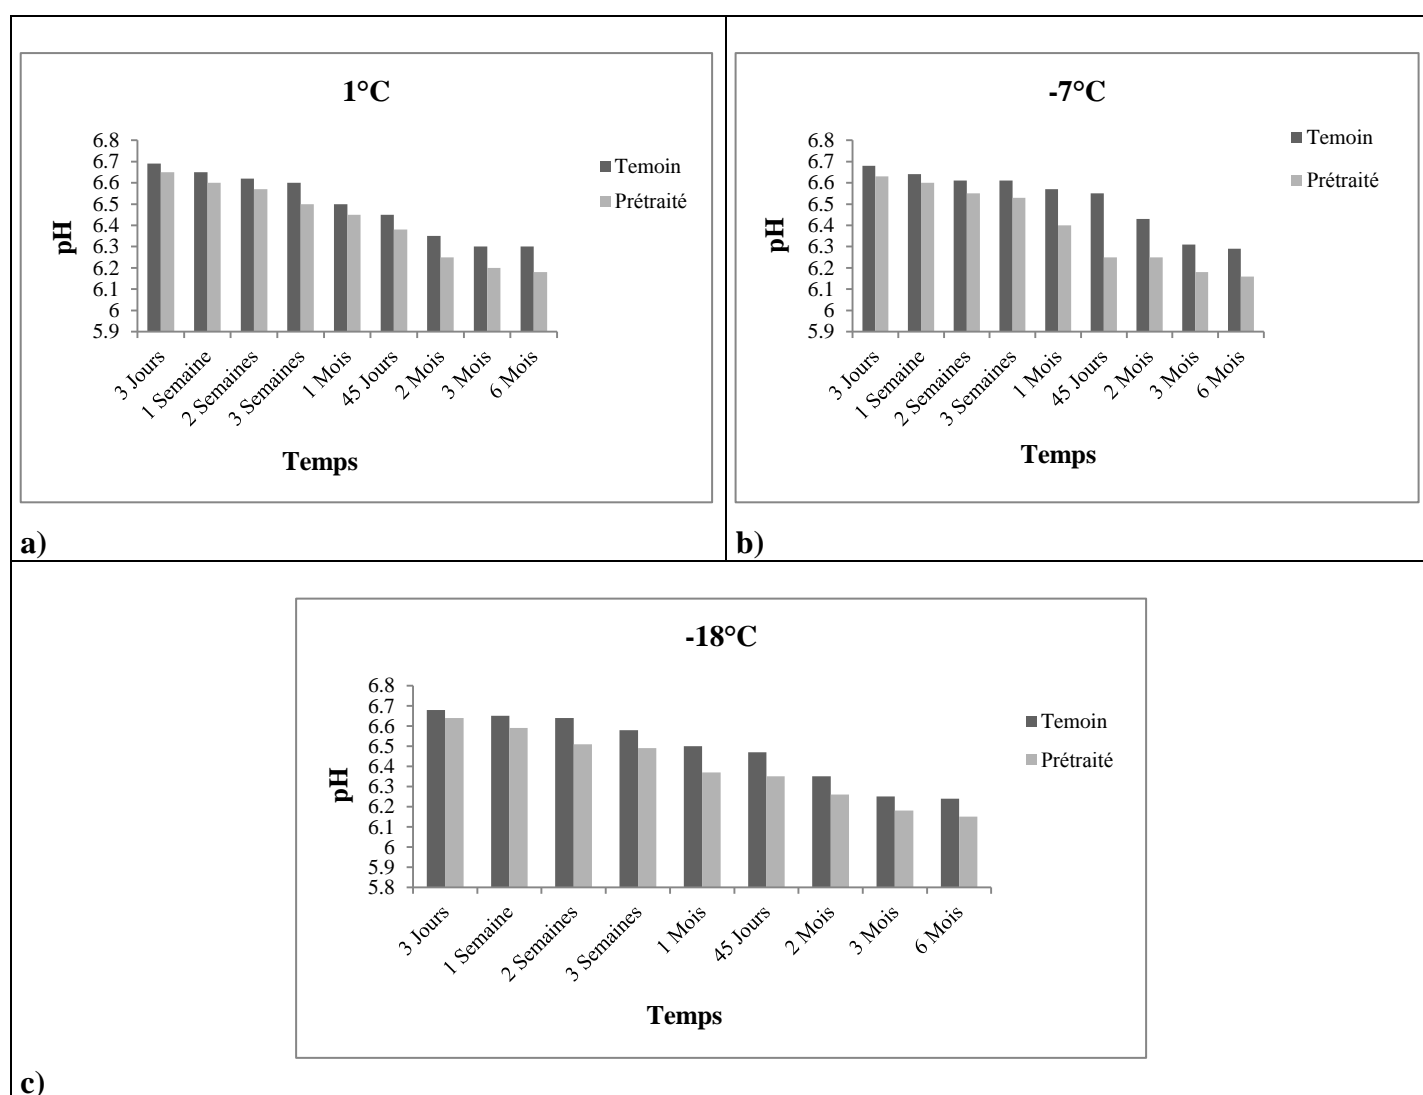 1°C
6.8
6.7
6.6
6.5
6.4
6.3
6.2
6.1
6
5.9
pH
3 Jours
1 Semaine
2 Semaines
3 Semaines
1 Mois
45 Jours
2 Mois
3 Mois
6 Mois
Temps
Temoin
Prétraité
a)
-7°C
6.8
6.7
6.6
6.5
6.4
6.3
6.2
6.1
6
5.9
pH
3 Jours
1 Semaine
2 Semaines
3 Semaines
1 Mois
45 Jours
2 Mois
3 Mois
6 Mois
Temps
Temoin
Prétraité
b)
-18°C
6.8
6.7
6.6
6.5
6.4
6.3
6.2
6.1
6
5.9
5.8
pH
3 Jours
1 Semaine
2 Semaines
3 Semaines
1 Mois
45 Jours
2 Mois
3 Mois
6 Mois
Temps
Temoin
Prétraité
c)